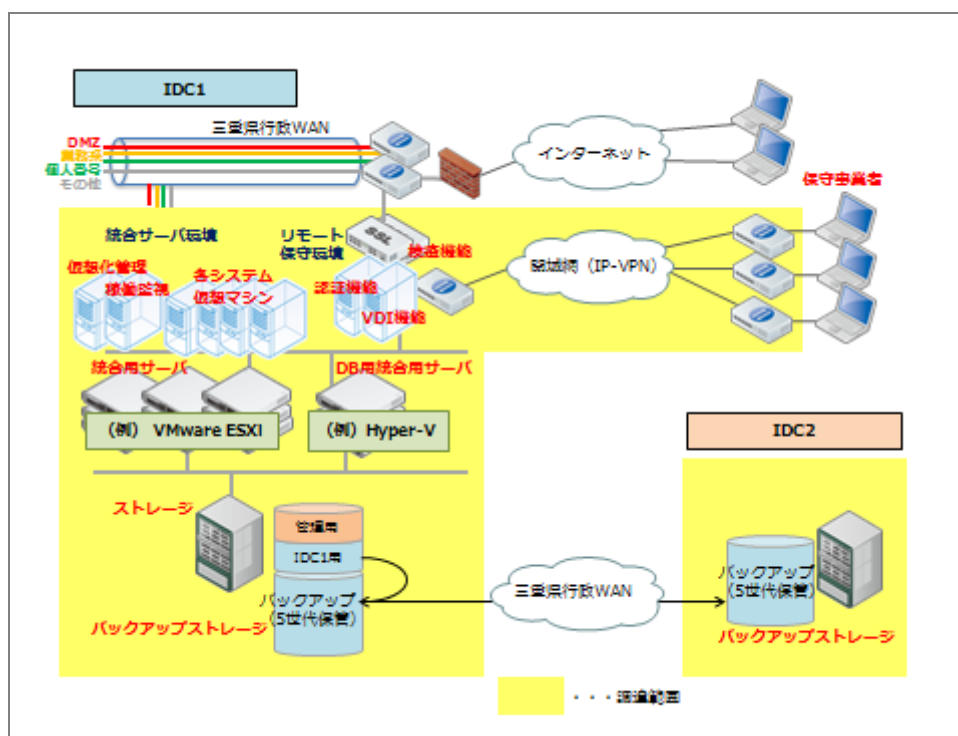 IDC1
三重県行政WAN
DMZ
業務系
個人番号
モの他
インターネット
保守事業者
統合サーバ環境
リモート
保守環境
SSL
検疫機能
仮想化管理
稼働監視
各システム
仮想マシン
認証機能
VDI機能
閉域網（IP-VPN）
統合用サーバ
DB用統合用サーバ
（例） VMware ESXI
（例）Hyper-V
IDC2
ストレージ
管理用
IDC1用
バックアップ
（5世代保管）
バックアップストレージ
三重県行政WAN
バックアップ
（5世代保管）
バックアップストレージ
・・・調達範囲